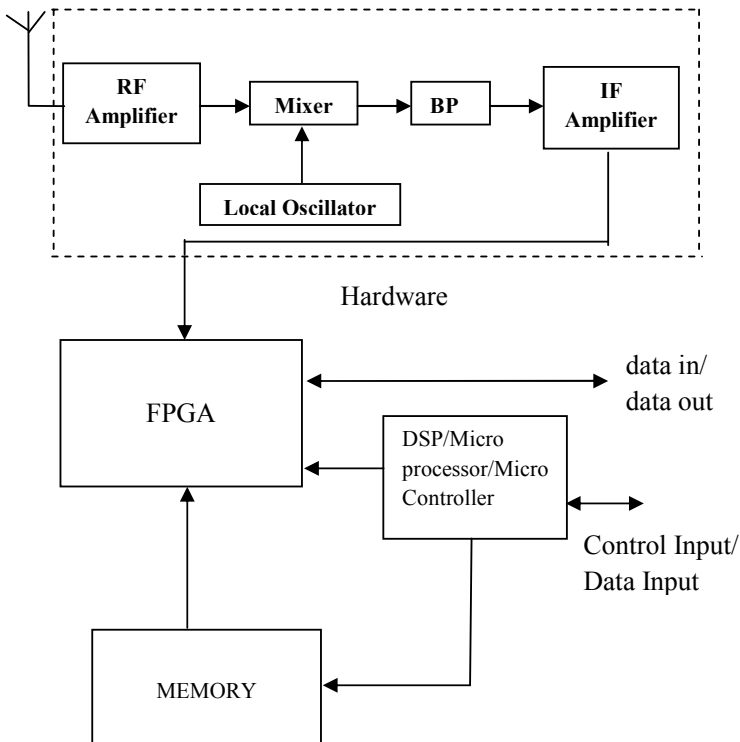 RF
Amplifier
Mixer
BP
IF
Amplifier
Local Oscillator
Hardware
FPGA
data in/
data out
DSP/Micro
processor/Micro
Controller
Control Input/
Data Input
MEMORY